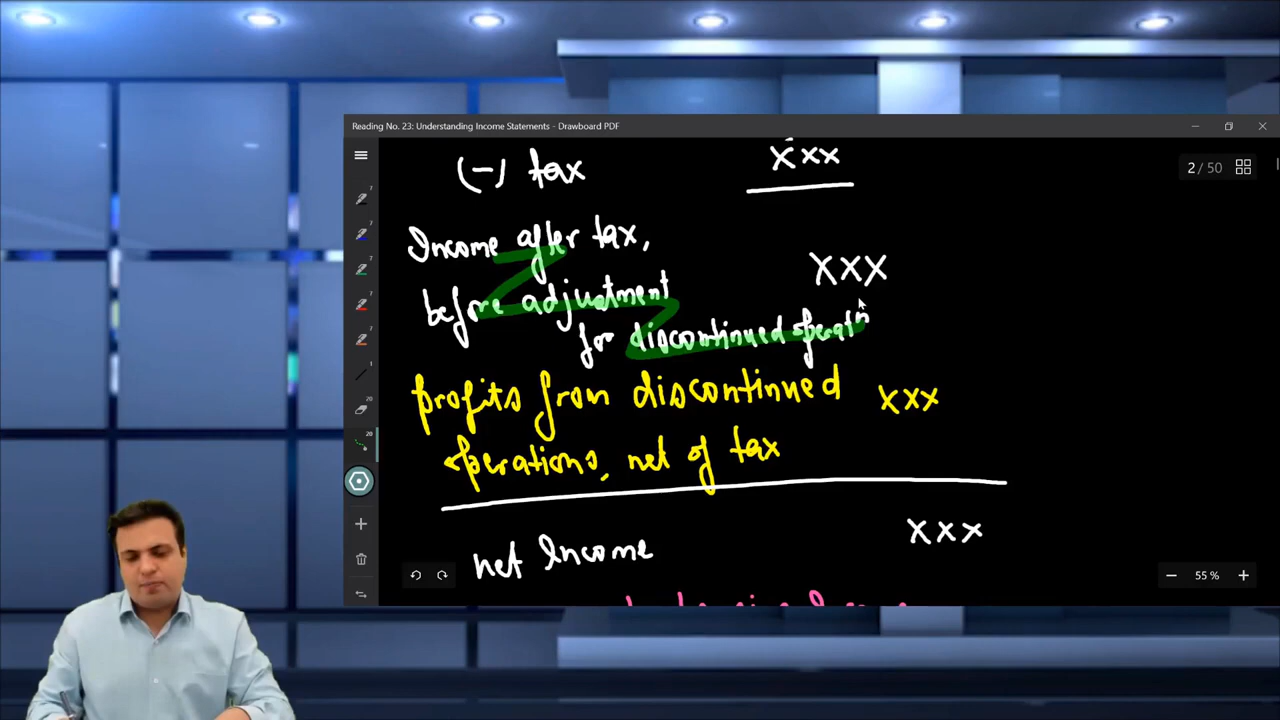 Reading No. 23: Understanding Income Statements - Drawboard PDF
2 / 50
(-) tax xxx
Income after tax,
before adjustment xxx
for discontinued operatn
profits from discontinued xxx
operations, net of tax
net Income xxx
55 %